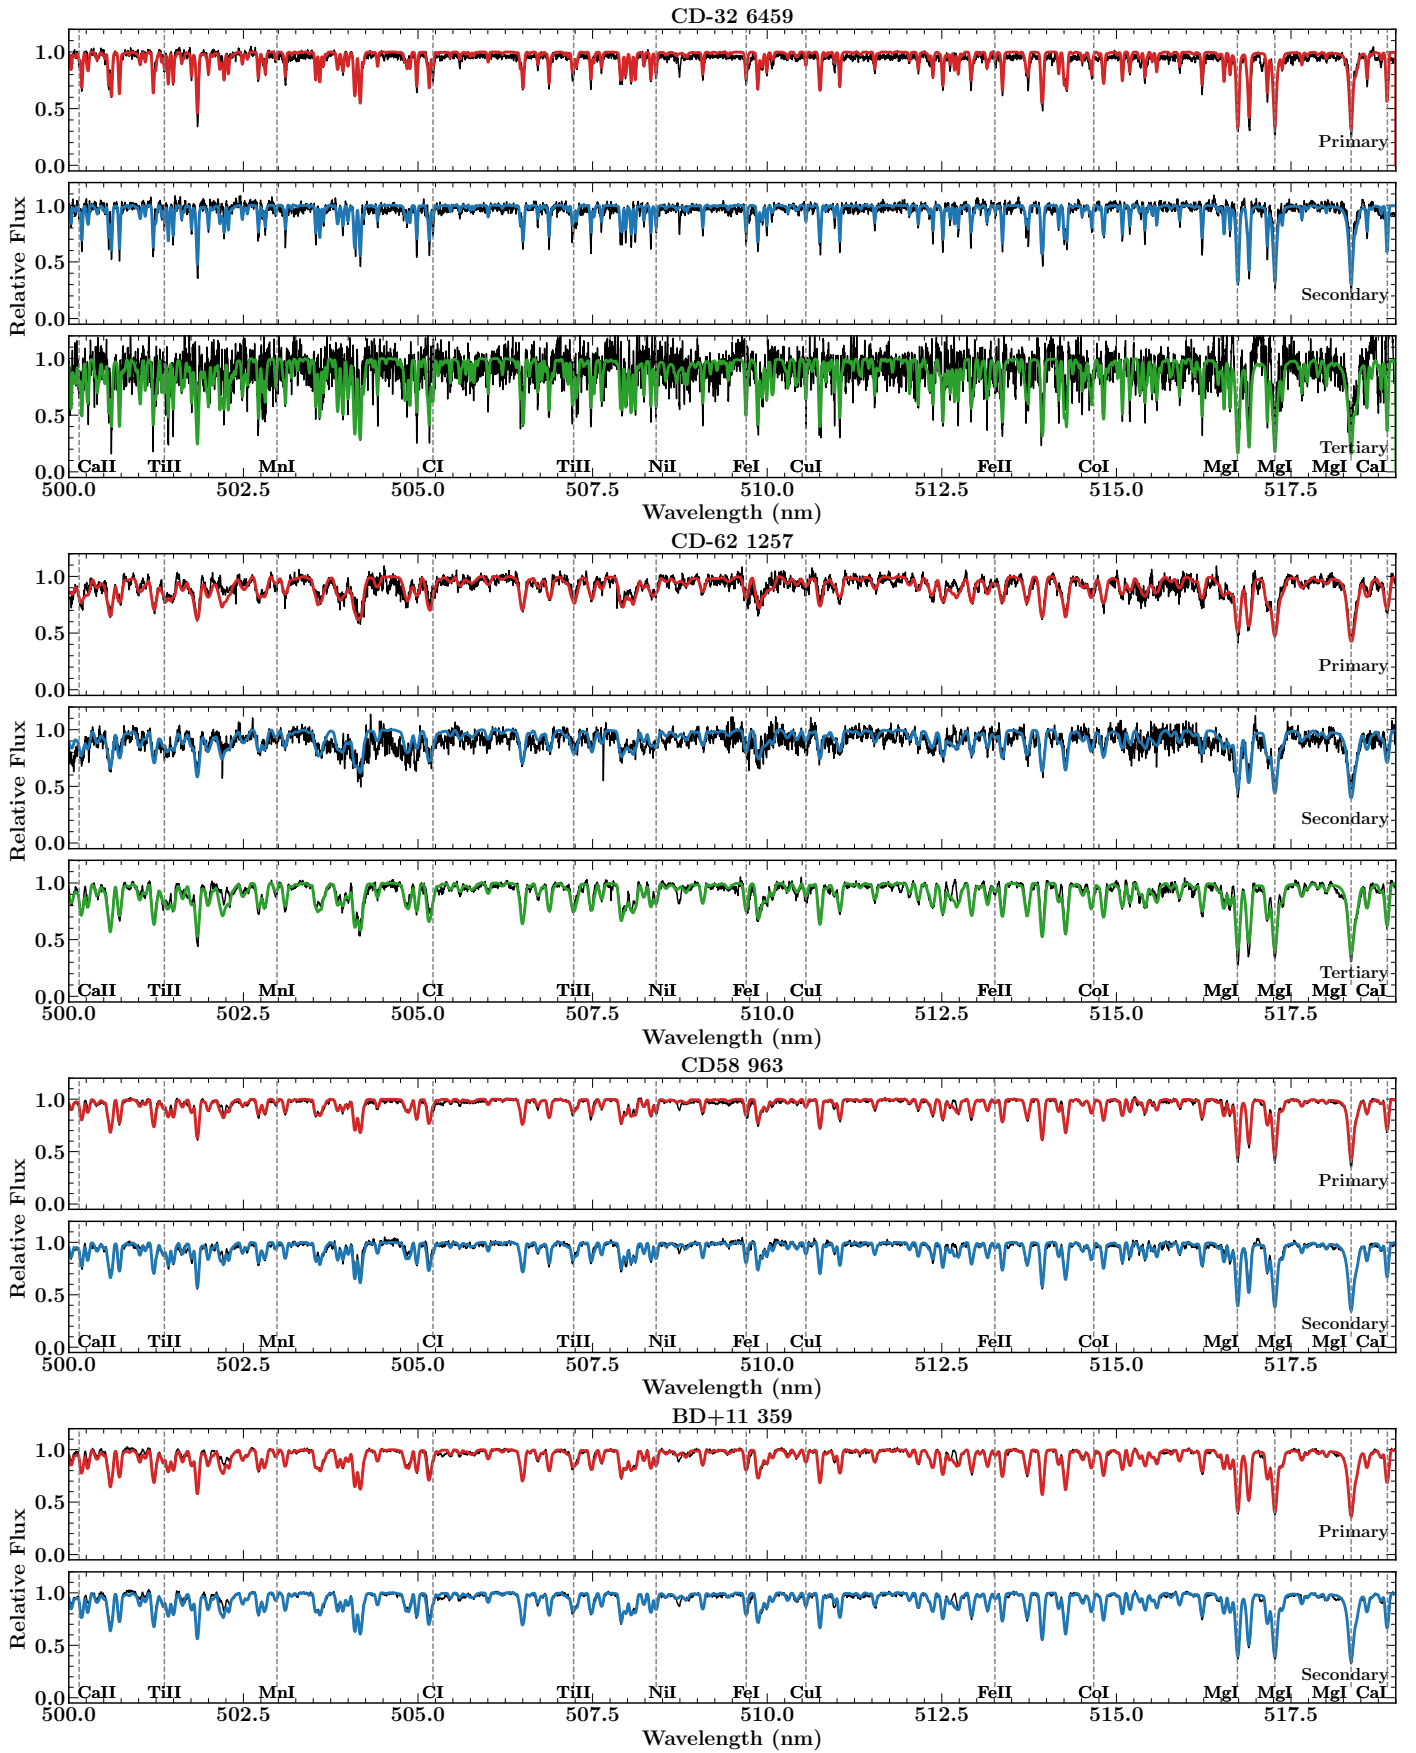 CD-32 6459
1.0
0.5
0.0
Primary
1.0
0.5
0.0
Secondary
Relative Flux
1.0
0.5
0.0
Tertiary
CaII TiII MnI CI TiII NiI FeI CuI FeII CoI MgI MgI MgI CaI
500.0 502.5 505.0 507.5 510.0 512.5 515.0 517.5
Wavelength (nm)
CD-62 1257
1.0
0.5
0.0
Primary
1.0
0.5
0.0
Secondary
Relative Flux
1.0
0.5
0.0
Tertiary
CaII TiII MnI CI TiII NiI FeI CuI FeII CoI MgI MgI MgI CaI
500.0 502.5 505.0 507.5 510.0 512.5 515.0 517.5
Wavelength (nm)
CD58 963
1.0
0.5
0.0
Primary
Relative Flux
1.0
0.5
0.0
Secondary
CaII TiII MnI CI TiII NiI FeI CuI FeII CoI MgI MgI MgI CaI
500.0 502.5 505.0 507.5 510.0 512.5 515.0 517.5
Wavelength (nm)
BD+11 359
1.0
0.5
0.0
Primary
Relative Flux
1.0
0.5
0.0
Secondary
CaII TiII MnI CI TiII NiI FeI CuI FeII CoI MgI MgI MgI CaI
500.0 502.5 505.0 507.5 510.0 512.5 515.0 517.5
Wavelength (nm)